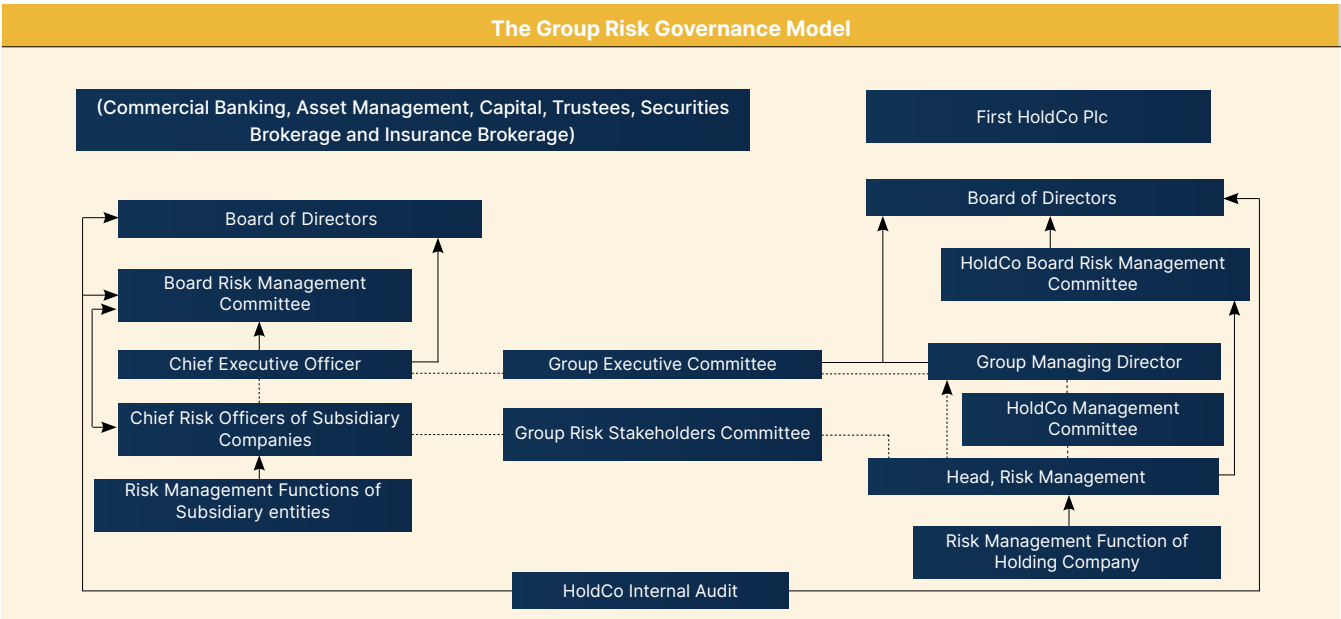 The Group Risk Governance Model
(Commercial Banking, Asset Management, Capital, Trustees, Securities
Brokerage and Insurance Brokerage)
First HoldCo Plc
Board of Directors
Board of Directors
Board Risk Management
Committee
HoldCo Board Risk Management
Committee
Chief Executive Officer
Group Executive Committee
Group Managing Director
Chief Risk Officers of Subsidiary
Companies
Group Risk Stakeholders Committee
HoldCo Management
Committee
Head, Risk Management
Risk Management Functions of
Subsidiary entities
Risk Management Function of
Holding Company
HoldCo Internal Audit